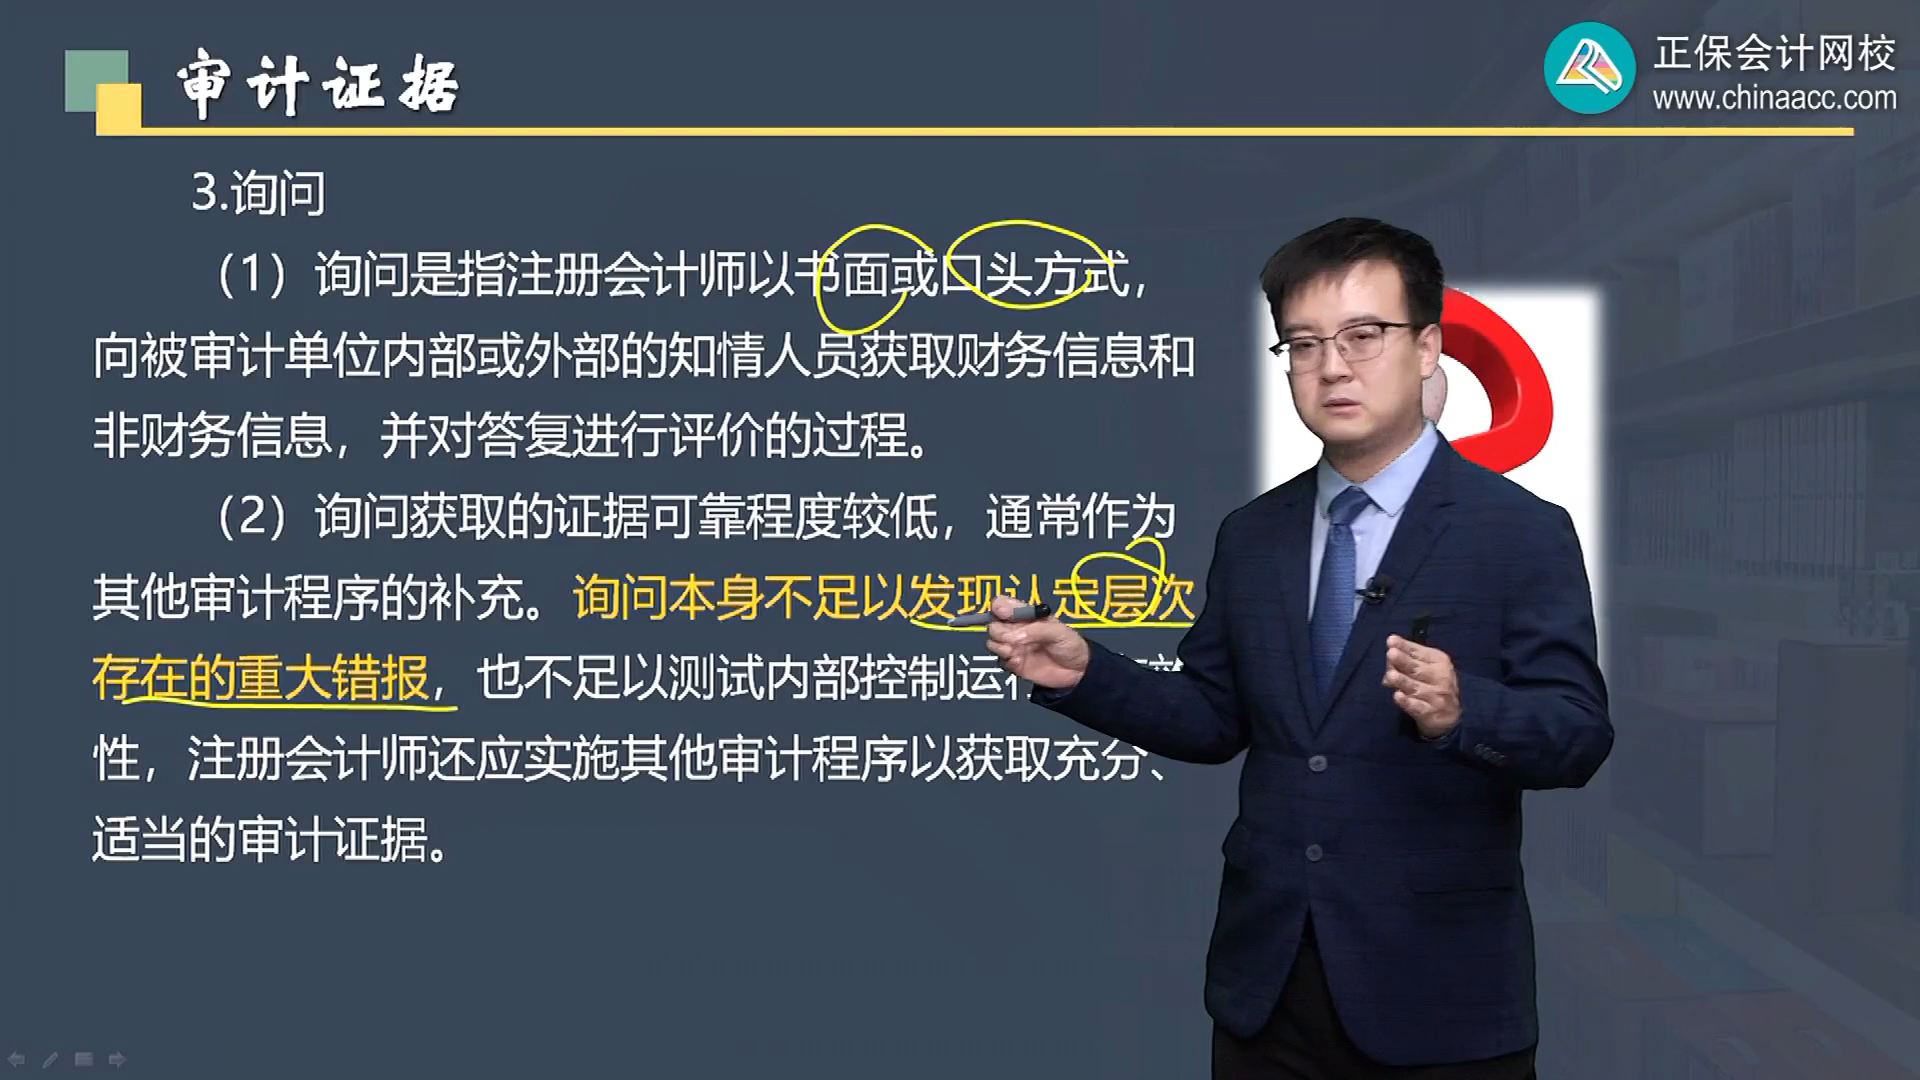 审计证据
正保会计网校
www.chinaacc.com
3.询问
（1）询问是指注册会计师以书面或口头方式，
向被审计单位内部或外部的知情人员获取财务信息和
非财务信息，并对答复进行评价的过程。
（2）询问获取的证据可靠程度较低，通常作为
其他审计程序的补充。询问本身不足以发现认定层次
存在的重大错报，也不足以测试内部控制运行
性，注册会计师还应实施其他审计程序以获取充分、
适当的审计证据。